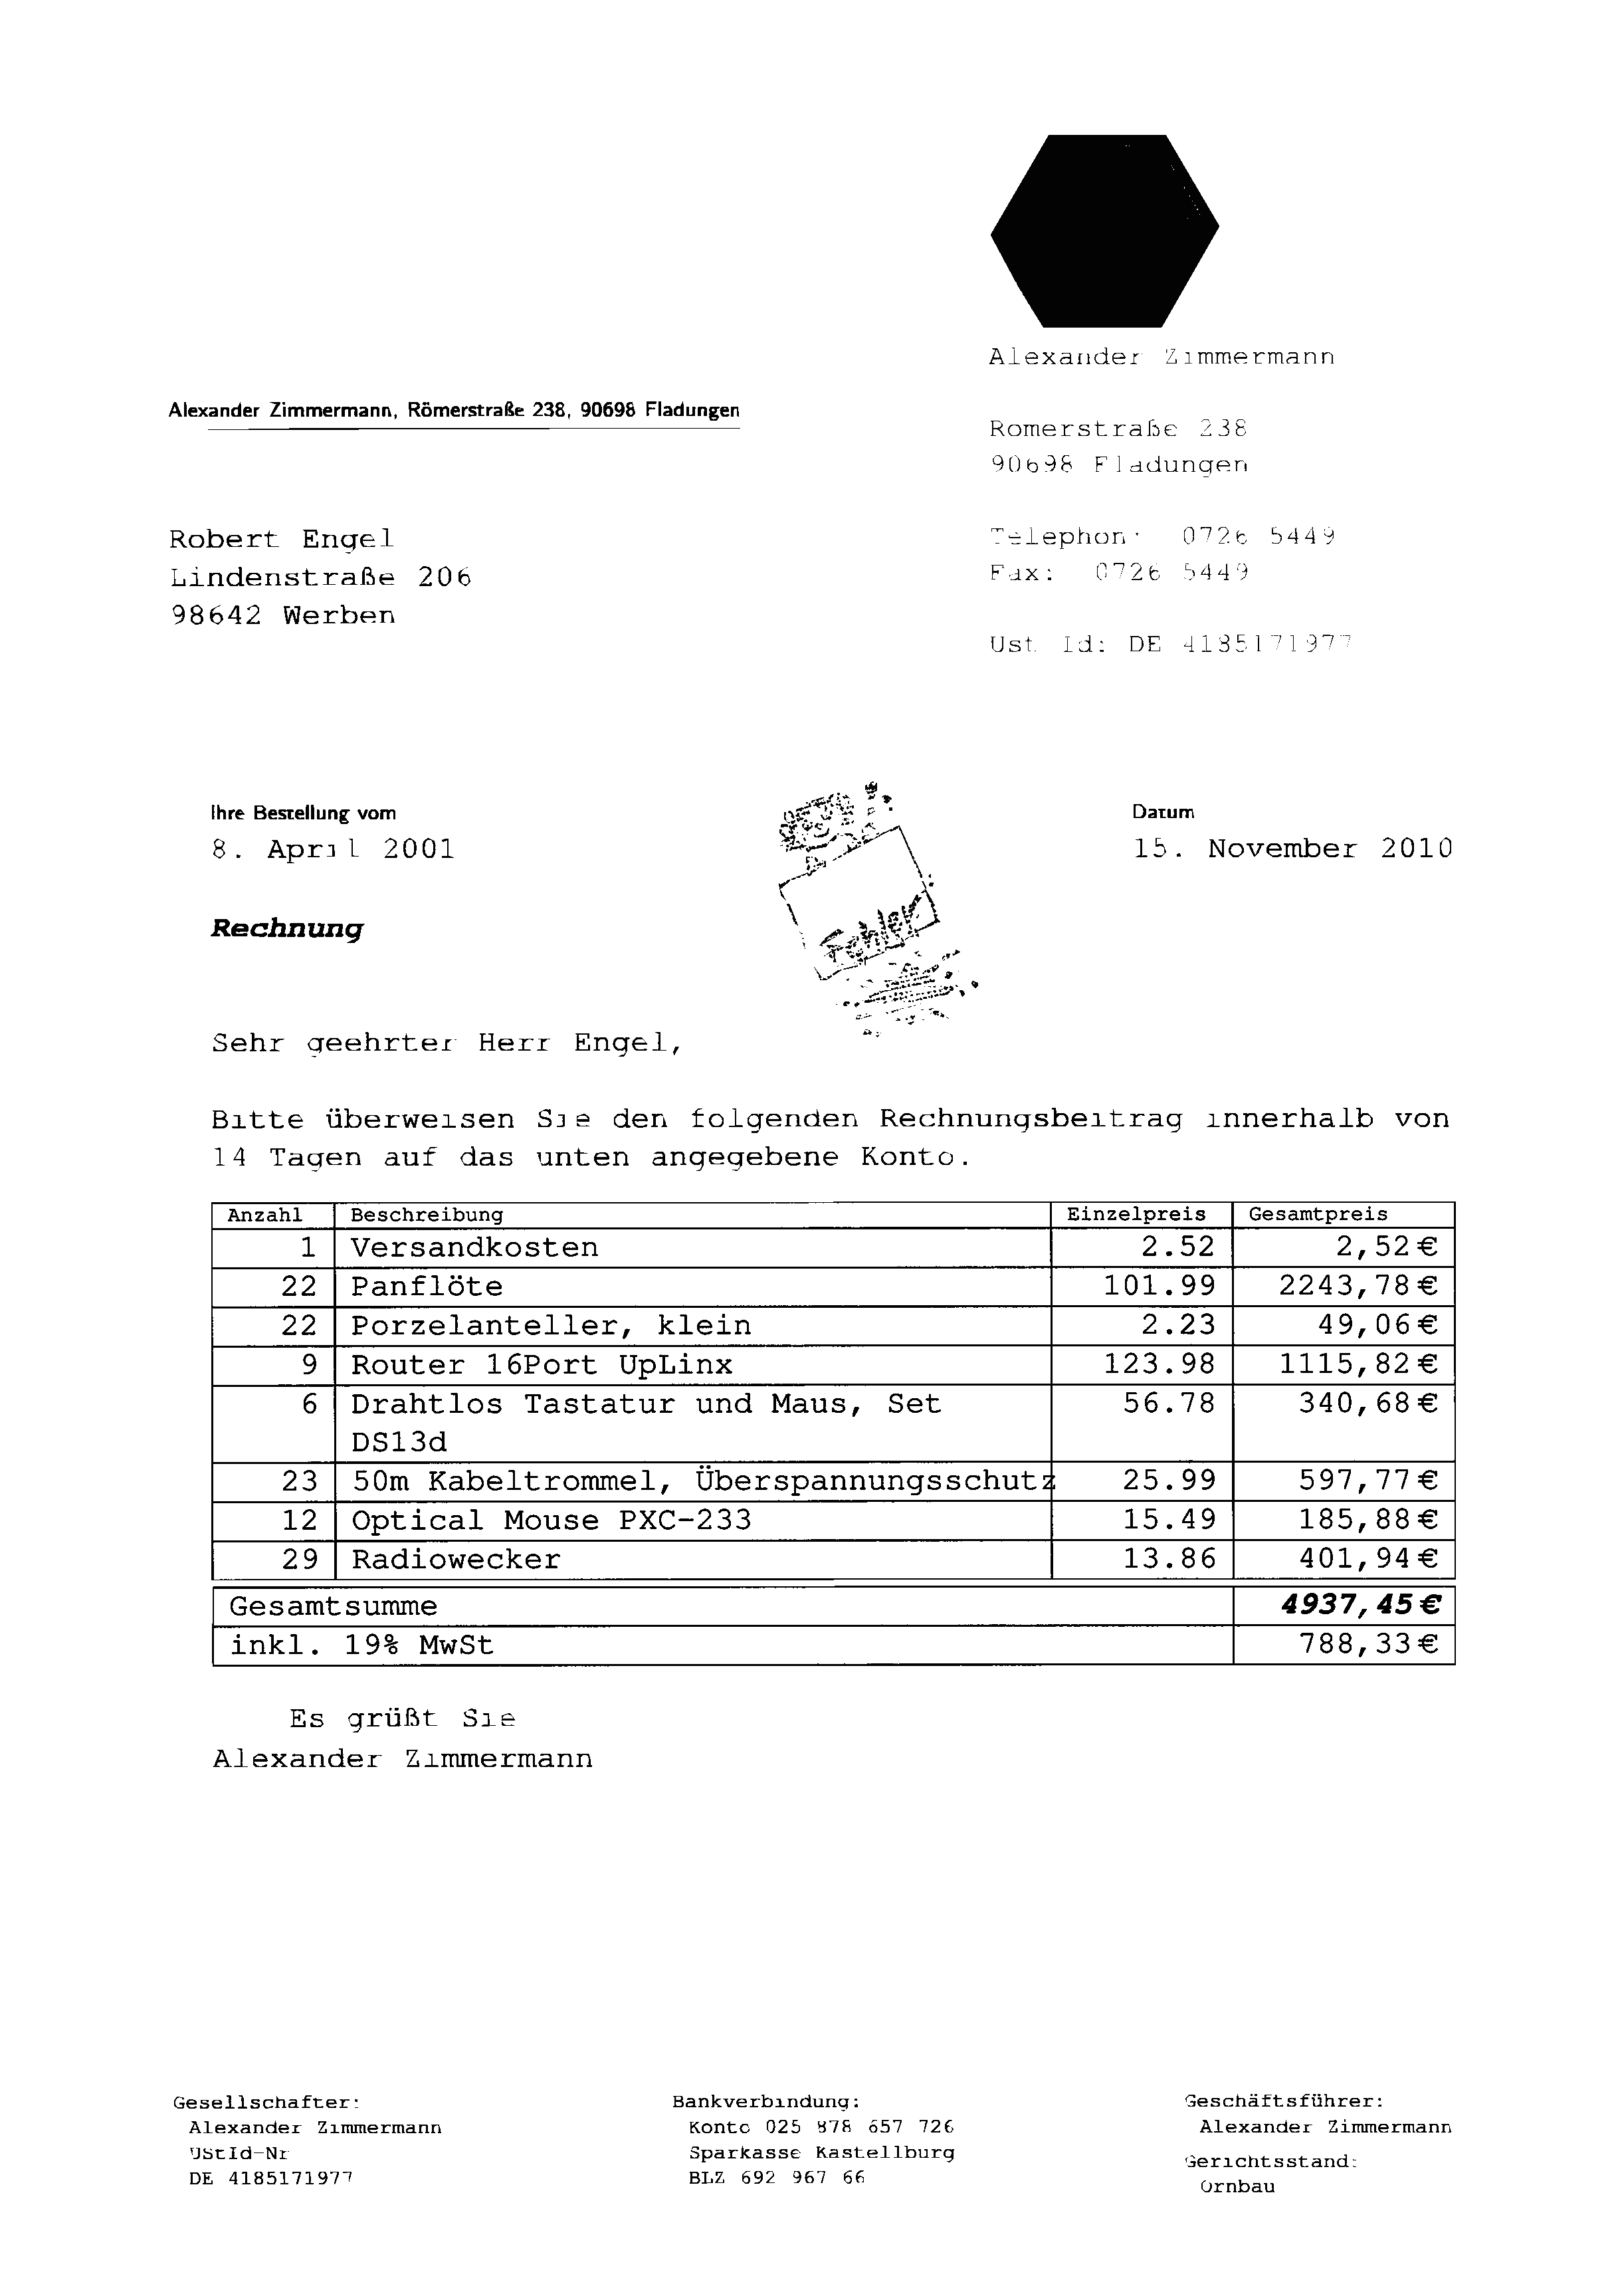 Alexander Zimmermann
Alexander Zimmermann, Römerstraße 238, 90698 Fladungen
Römerstraße 238
90698 Fladungen
Robert Engel
Lindenstraße 206
98642 Werben
Telephon: 0726 5449
Fax: 0726 5449
Ust. Id: DE 4185171977
Ihre Bestellung vom
8. April 2001
Datum
15. November 2010
Fehler
Rechnung
Sehr geehrter Herr Engel,
Bitte überweisen Sie den folgenden Rechnungsbeitrag innerhalb von
14 Tagen auf das unten angegebene Konto.
Anzahl Beschreibung Einzelpreis Gesamtpreis
1 Versandkosten 2.52 2,52€
22 Panflöte 101.99 2243,78€
22 Porzelanteller, klein 2.23 49,06€
9 Router 16Port UpLinx 123.98 1115,82€
6 Drahtlos Tastatur und Maus, Set 56.78 340,68€
DS13d
23 50m Kabeltrommel, Überspannungsschutz 25.99 597,77€
12 Optical Mouse PXC-233 15.49 185,88€
29 Radiowecker 13.86 401,94€
Gesamtsumme 4937,45€
inkl. 19% MwSt 788,33€
Es grüßt Sie
Alexander Zimmermann
Gesellschafter:
Alexander Zimmermann
UStId-Nr
DE 4185171977
Bankverbindung:
Konto 025 878 657 726
Sparkasse Kastellburg
BLZ 692 967 66
Geschäftsführer:
Alexander Zimmermann
Gerichtsstand:
Ornbau